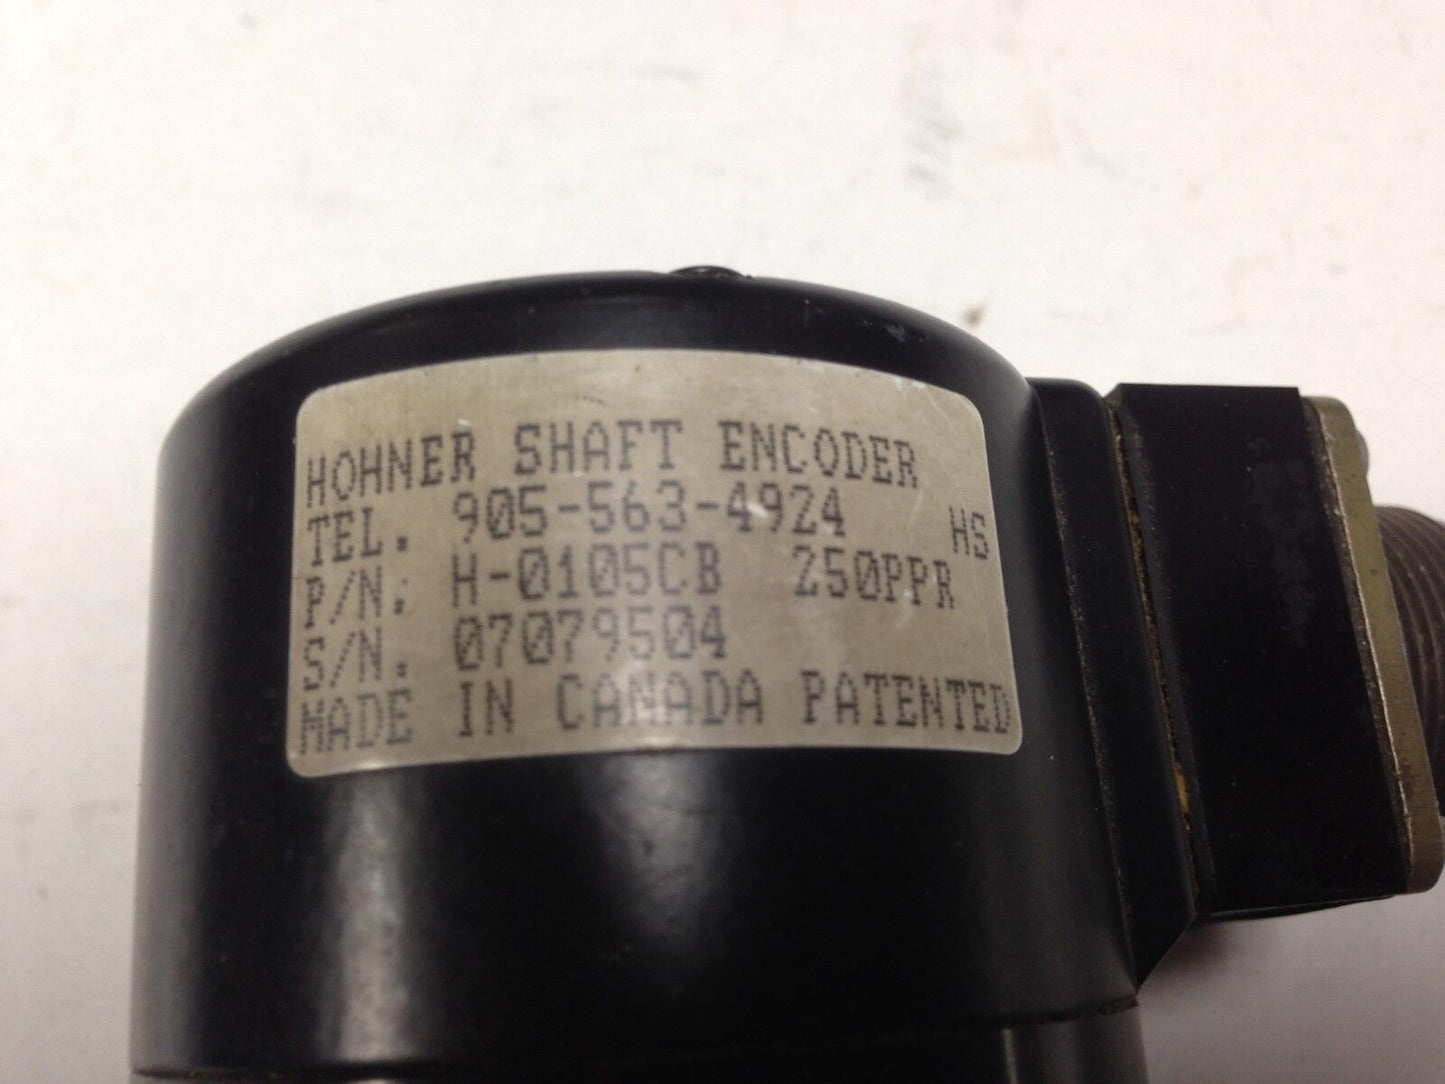 HOHNER SHAFT ENCODER
TEL. 905-563-4924 HS
P/N: H-0105CB 250PPR
S/N. 07079504
MADE IN CANADA PATENTED